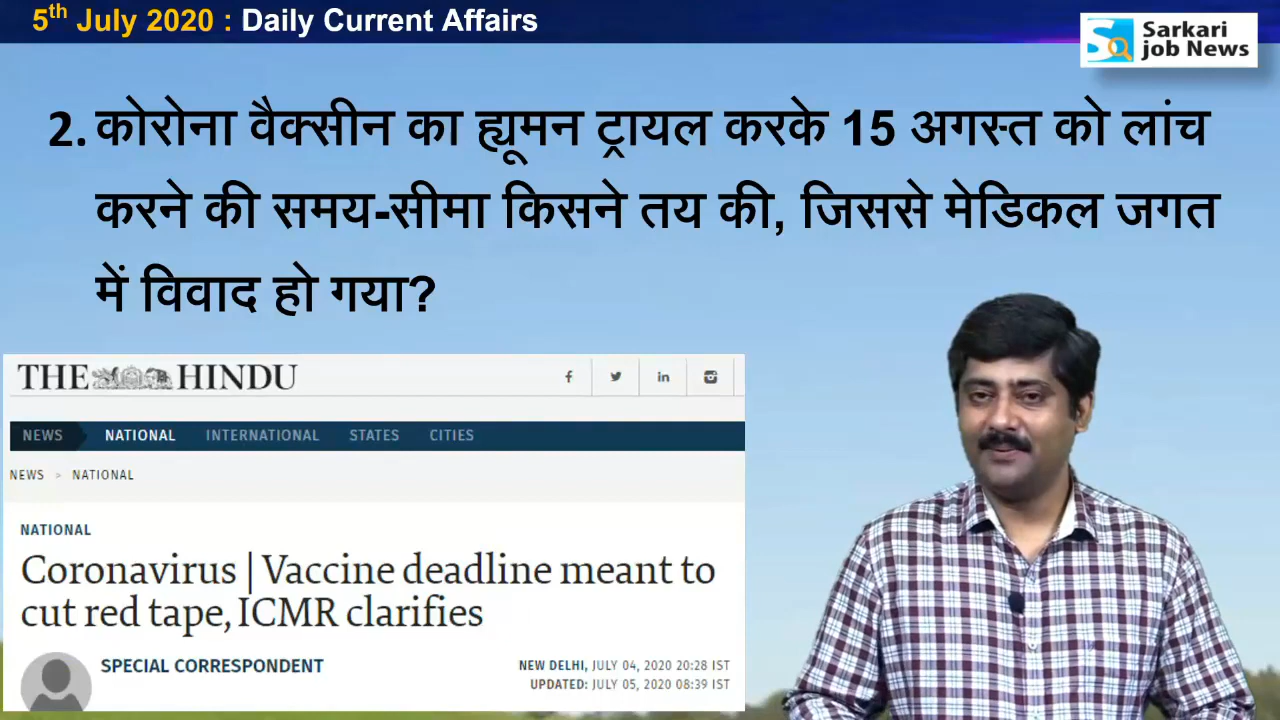 5th July 2020 : Daily Current Affairs
Sarkari
job News
2. कोरोना वैक्सीन का ह्यूमन ट्रायल करके 15 अगस्त को लांच
करने की समय-सीमा किसने तय की, जिससे मेडिकल जगत
में विवाद हो गया?
THE HINDU
NEWS NATIONAL INTERNATIONAL STATES CITIES
NEWS > NATIONAL
NATIONAL
Coronavirus | Vaccine deadline meant to
cut red tape, ICMR clarifies
SPECIAL CORRESPONDENT
NEW DELHI, JULY 04, 2020 20:28 IST
UPDATED: JULY 05, 2020 08:39 IST